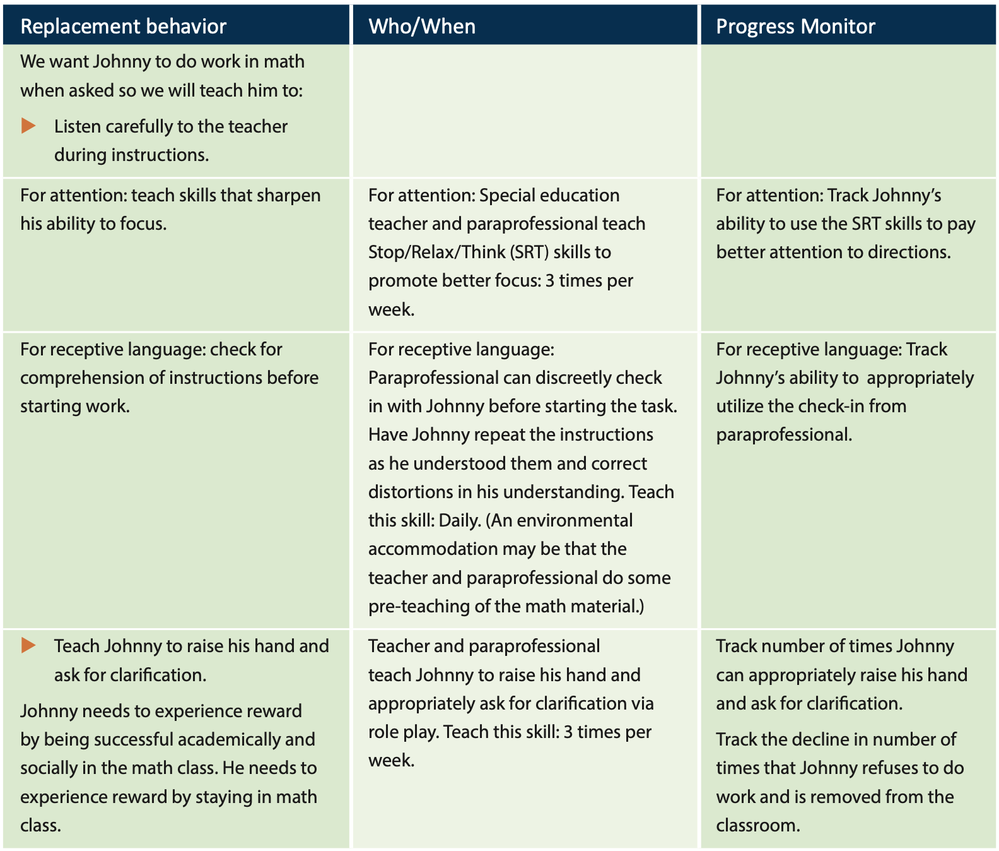 Replacement behavior
Who/When
Progress Monitor
We want Johnny to do work in math
when asked so we will teach him to:
Listen carefully to the teacher
during instructions.
For attention: teach skills that sharpen
his ability to focus.
For attention: Special education
teacher and paraprofessional teach
Stop/Relax/Think (SRT) skills to
promote better focus: 3 times per
week.
For attention: Track Johnny’s
ability to use the SRT skills to pay
better attention to directions.
For receptive language: check for
comprehension of instructions before
starting work.
For receptive language:
Paraprofessional can discreetly check
in with Johnny before starting the task.
Have Johnny repeat the instructions
as he understood them and correct
distortions in his understanding. Teach
this skill: Daily. (An environmental
accommodation may be that the
teacher and paraprofessional do some
pre-teaching of the math material.)
For receptive language: Track
Johnny’s ability to appropriately
utilize the check-in from
paraprofessional.
Teach Johnny to raise his hand and
ask for clarification.
Johnny needs to experience reward
by being successful academically and
socially in the math class. He needs to
experience reward by staying in math
class.
Teacher and paraprofessional
teach Johnny to raise his hand and
appropriately ask for clarification via
role play. Teach this skill: 3 times per
week.
Track number of times Johnny
can appropriately raise his hand
and ask for clarification.
Track the decline in number of
times that Johnny refuses to do
work and is removed from the
classroom.